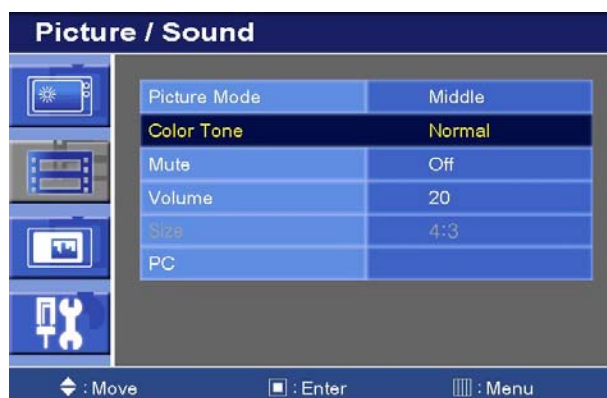 Picture / Sound
Picture Mode Middle
Color Tone Normal
Mute Off
Volume 20
Size 4:3
PC
: Move : Enter : Menu